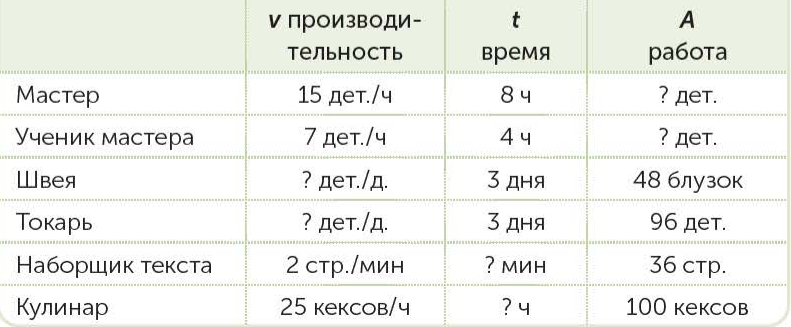 v производи- t A
тельность время работа
Мастер 15 дет./ч 8 ч ? дет.
Ученик мастера 7 дет./ч 4 ч ? дет.
Швея ? дет./д. 3 дня 48 блузок
Токарь ? дет./д. 3 дня 96 дет.
Наборщик текста 2 стр./мин ? мин 36 стр.
Кулинар 25 кексов/ч ? ч 100 кексов